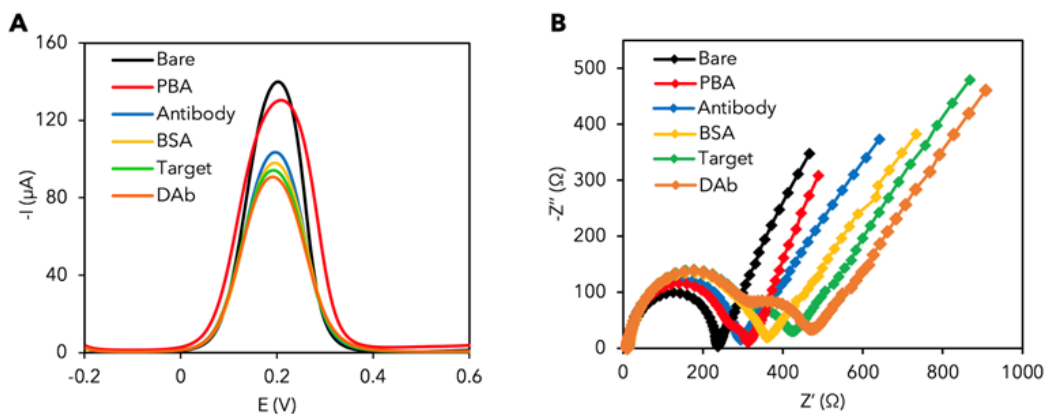 A
160
120
80
40
0
-I (µA)
-0.2
0
0.2
0.4
0.6
E (V)
Bare
PBA
Antibody
BSA
Target
DAb
B
500
400
300
200
100
0
-Z″ (Ω)
0
200
400
600
800
1000
Z′ (Ω)
Bare
PBA
Antibody
BSA
Target
DAb